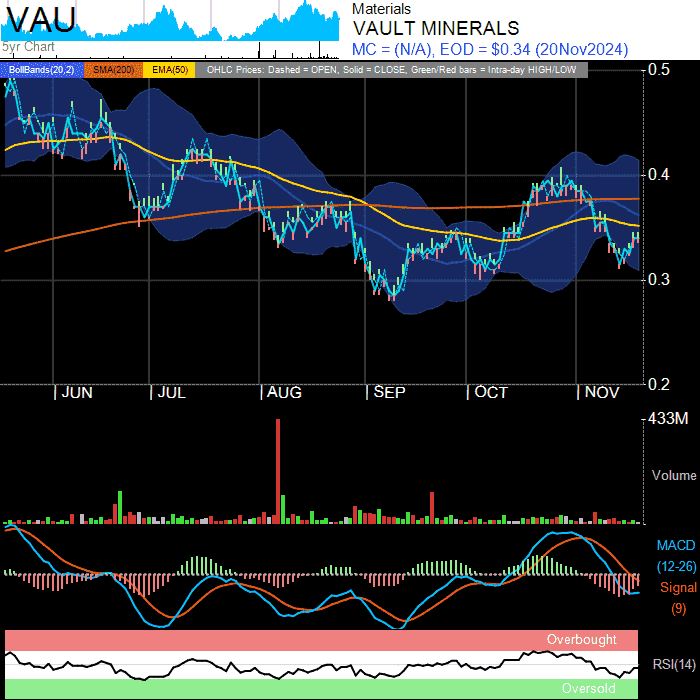 VAU
5yr Chart
Materials
VAULT MINERALS
MC = (N/A), EOD = $0.34 (20Nov2024)
BollBands(20,2) SMA(200) EMA(50) OHLC Prices: Dashed = OPEN, Solid = CLOSE, Green/Red bars = Intra-day HIGH/LOW
0.5
0.4
0.3
0.2
JUN JUL AUG SEP OCT NOV
433M
Volume
MACD
(12-26)
Signal
(9)
Overbought
RSI(14)
Oversold